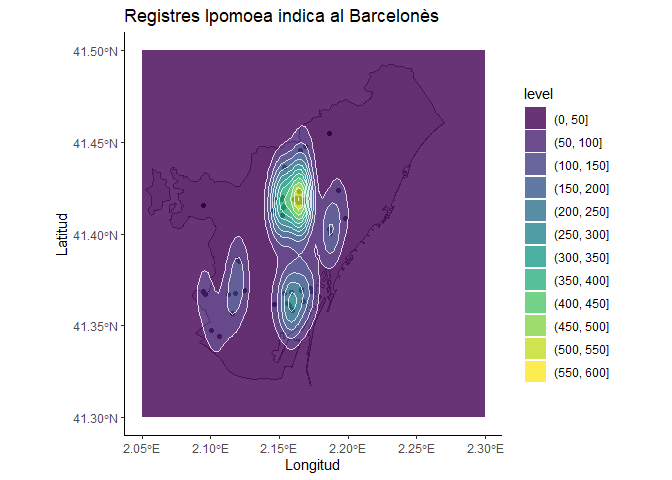 Registres Ipomoea indica al Barcelonès
41.50°N
41.45°N
41.40°N
41.35°N
41.30°N
Latitud
2.05°E 2.10°E 2.15°E 2.20°E 2.25°E 2.30°E
Longitud
level
(0, 50]
(50, 100]
(100, 150]
(150, 200]
(200, 250]
(250, 300]
(300, 350]
(350, 400]
(400, 450]
(450, 500]
(500, 550]
(550, 600]